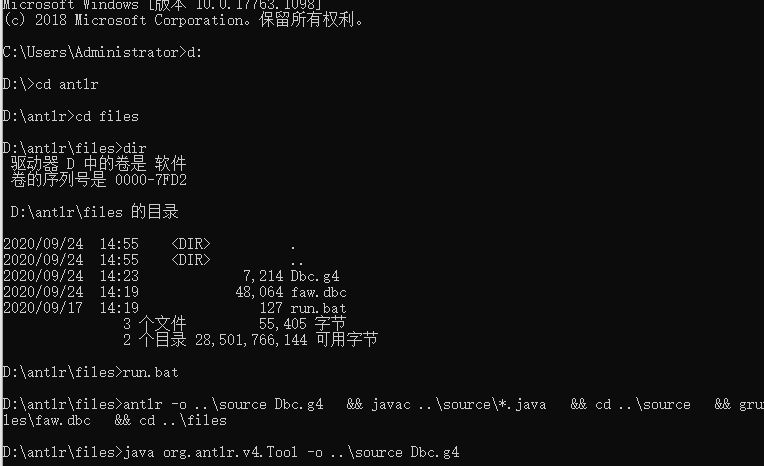 Microsoft Windows [版本 10.0.17763.1098]
(c) 2018 Microsoft Corporation。保留所有权利。
C:\Users\Administrator>d:
D:\>cd antlr
D:\antlr>cd files
D:\antlr\files>dir
驱动器 D 中的卷是 软件
卷的序列号是 0000-7FD2
D:\antlr\files 的目录
2020/09/24  14:55    <DIR>          .
2020/09/24  14:55    <DIR>          ..
2020/09/24  14:23             7,214 Dbc.g4
2020/09/24  14:19            48,064 faw.dbc
2020/09/17  14:19               127 run.bat
3 个文件         55,405 字节
2 个目录 28,501,766,144 可用字节
D:\antlr\files>run.bat
D:\antlr\files>antlr -o ..\source Dbc.g4   && javac ..\source\*.java   && cd ..\source   && gru
les\faw.dbc   && cd ..\files
D:\antlr\files>java org.antlr.v4.Tool -o ..\source Dbc.g4